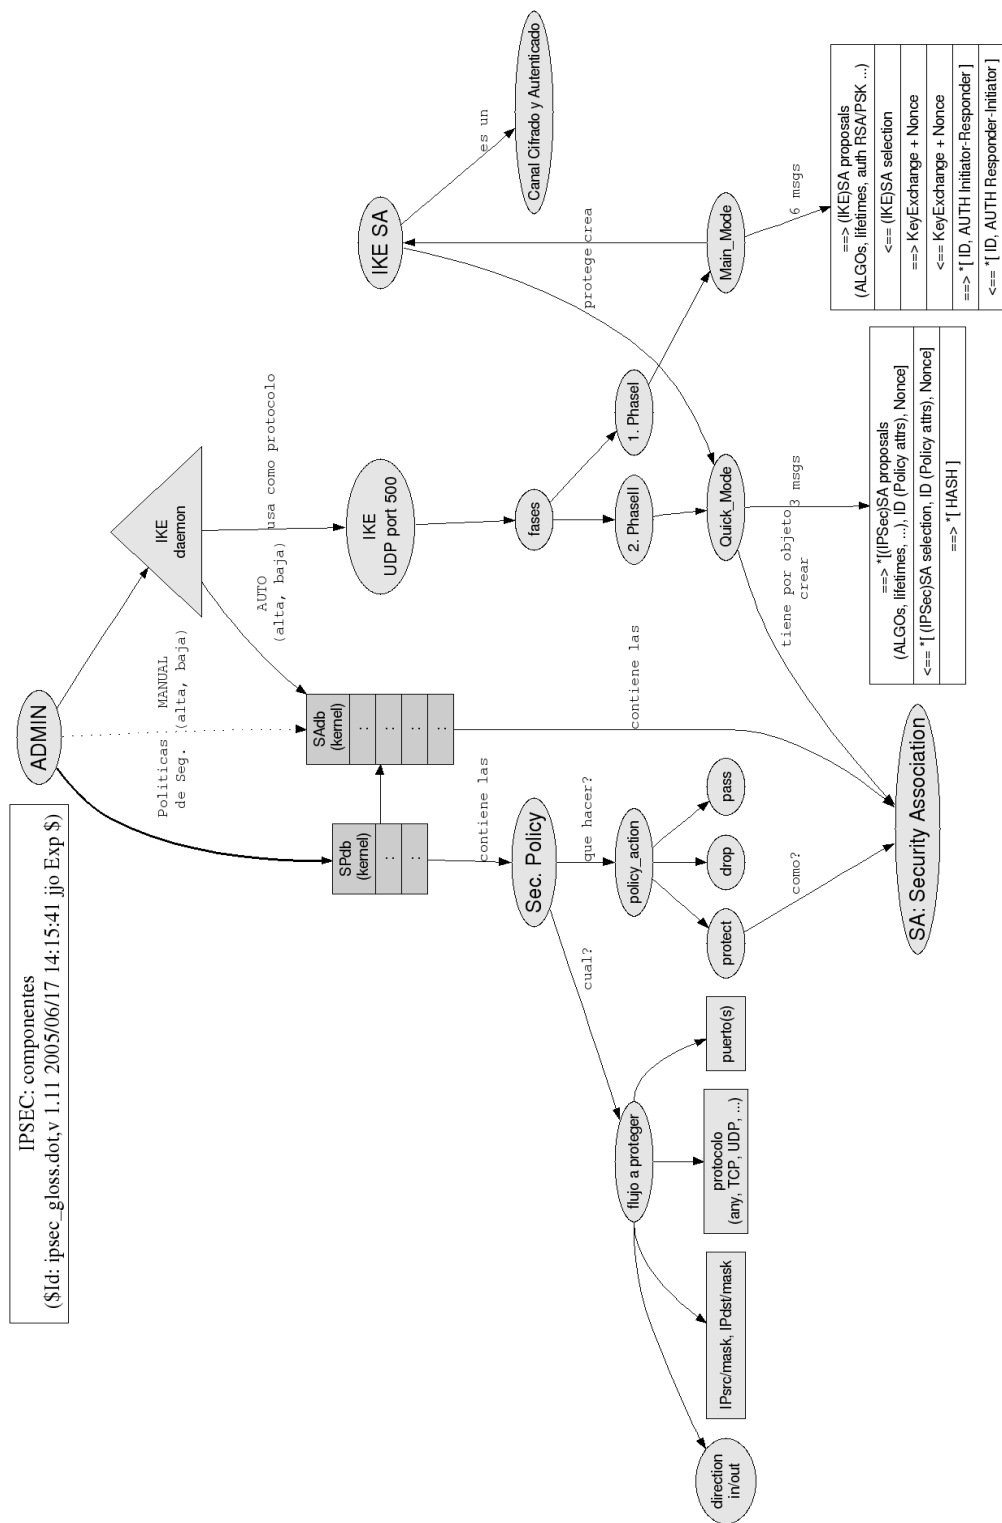 IPSEC: componentes
($Id: ipsec_gloss.dot,v 1.11 2005/06/17 14:15:41 jjo Exp $)
ADMIN
Politicas
de Seg.
MANUAL
(alta, baja)
IKE
daemon
AUTO
(alta, baja)
usa como protocolo
SPdb
(kernel)
:
:
SAdb
(kernel)
:
:
:
:
IKE
UDP port 500
IKE SA
es un
Canal Cifrado y Autenticado
contiene las
Sec. Policy
fases
protege
crea
cual?
que hacer?
contiene las
flujo a proteger
policy_action
2. PhaseII
1. PhaseI
direction
in/out
IPsrc/mask, IPdst/mask
protocolo
(any, TCP, UDP, ...)
puerto(s)
protect
drop
pass
Quick_Mode
Main_Mode
como?
tiene por objeto
crear
3 msgs
6 msgs
SA: Security Association
==> *[(IPSec)SA proposals
(ALGOs, lifetimes, ...), ID (Policy attrs), Nonce]
<== *[ (IPSec)SA selection, ID (Policy attrs), Nonce]
==> *[ HASH ]
==> (IKE)SA proposals
(ALGOs, lifetimes, auth RSA/PSK ...)
<== (IKE)SA selection
==> KeyExchange + Nonce
<== KeyExchange + Nonce
==> *[ ID, AUTH Initiator-Responder ]
<== *[ ID, AUTH Responder-Initiator ]